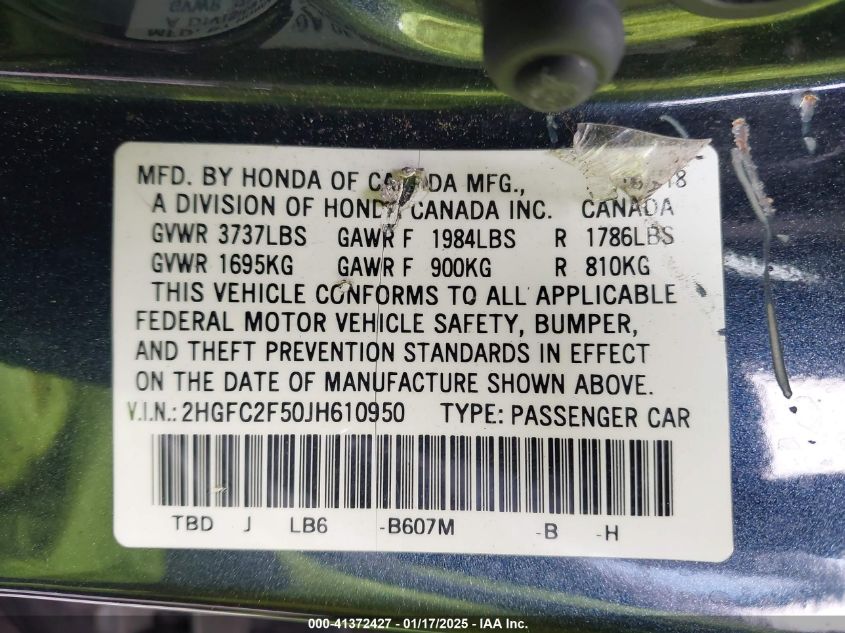 MFD. BY HONDA OF CANADA MFG., 18
A DIVISION OF HONDA CANADA INC. CANADA
GVWR 3737LBS GAWR F 1984LBS R 1786LBS
GVWR 1695KG GAWR F 900KG R 810KG
THIS VEHICLE CONFORMS TO ALL APPLICABLE
FEDERAL MOTOR VEHICLE SAFETY, BUMPER,
AND THEFT PREVENTION STANDARDS IN EFFECT
ON THE DATE OF MANUFACTURE SHOWN ABOVE.
V.I.N.: 2HGFC2F50JH610950 TYPE: PASSENGER CAR
TBD J LB6 -B607M -B -H
000-41372427 - 01/17/2025 - IAA Inc.